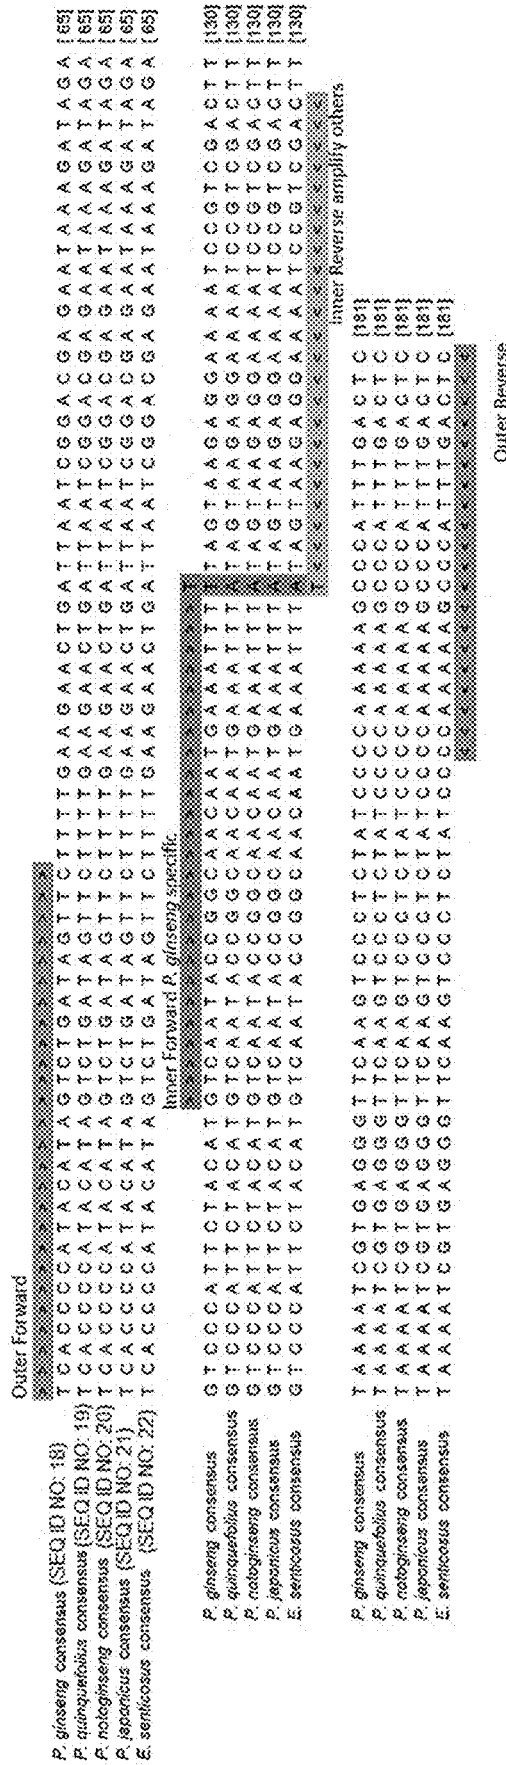 Outer Forward
P. ginseng consensus (SEQ ID NO: 18) T C A C C C C A T A C A T A G T C T G A T A G T T C T T T T G A A G A A C T G A T T A A T C G G A C G A G A A T A A A G A T A G A [65]
P. quinquefolius consensus (SEQ ID NO: 19) T C A C C C C A T A C A T A G T C T G A T A G T T C T T T T G A A G A A C T G A T T A A T C G G A C G A G A A T A A A G A T A G A [65]
P. notoginseng consensus (SEQ ID NO: 20) T C A C C C C A T A C A T A G T C T G A T A G T T C T T T T G A A G A A C T G A T T A A T C G G A C G A G A A T A A A G A T A G A [65]
P. japonicus consensus (SEQ ID NO: 21) T C A C C C C A T A C A T A G T C T G A T A G T T C T T T T G A A G A A C T G A T T A A T C G G A C G A G A A T A A A G A T A G A [65]
E. senticosus consensus (SEQ ID NO: 22) T C A C C C C A T A C A T A G T C T G A T A G T T C T T T T G A A G A A C T G A T T A A T C G G A C G A G A A T A A A G A T A G A [65]
Inner Forward P. ginseng specific
P. ginseng consensus G T C C C A T T C T A C A T G T C A A T A C C G G C A A C A A T G A A A T T T T T A G T A A G A G G A A A A T C C G T C G A C T T [130]
P. quinquefolius consensus G T C C C A T T C T A C A T G T C A A T A C C G G C A A C A A T G A A A T T T A T A G T A A G A G G A A A A T C C G T C G A C T T [130]
P. notoginseng consensus G T C C C A T T C T A C A T G T C A A T A C C G G C A A C A A T G A A A T T T A T A G T A A G A G G A A A A T C C G T C G A C T T [130]
P. japonicus consensus G T C C C A T T C T A C A T G T C A A T A C C G G C A A C A A T G A A A T T T A T A G T A A G A G G A A A A T C C G T C G A C T T [130]
E. senticosus consensus G T C C C A T T C T A C A T G T C A A T A C C G G C A A C A A T G A A A T T T A T A G T A A G A G G A A A A T C C G T C G A C T T [130]
Inner Reverse amplify others
P. ginseng consensus T A A A A T C G T G A G G G T T C A A G T C C C T C T A T C C C C A A A A A G C C C A T T T G A C T C [181]
P. quinquefolius consensus T A A A A T C G T G A G G G T T C A A G T C C C T C T A T C C C C A A A A A G C C C A T T T G A C T C [181]
P. notoginseng consensus T A A A A T C G T G A G G G T T C A A G T C C C T C T A T C C C C A A A A A G C C C A T T T G A C T C [181]
P. japonicus consensus T A A A A T C G T G A G G G T T C A A G T C C C T C T A T C C C C A A A A A G C C C A T T T G A C T C [181]
E. senticosus consensus T A A A A T C G T G A G G G T T C A A G T C C C T C T A T C C C C A A A A A G C C C A T T T G A C T C [181]
Outer Reverse